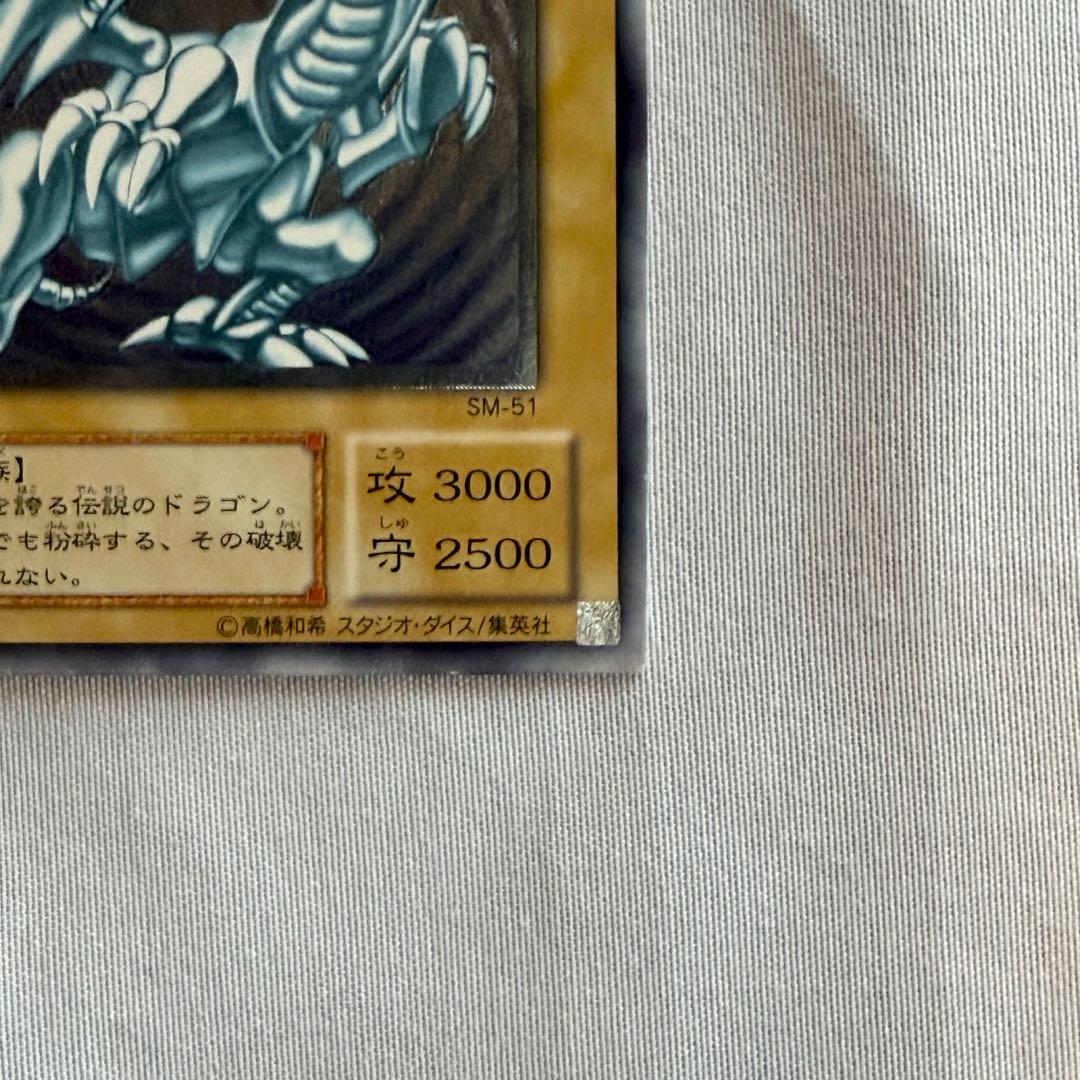 SM-51
族】
を誇る伝説のドラゴン。
でも粉砕する、その破壊
れない。
こう
攻 3000
しゅ
守 2500
©高橋和希 スタジオ・ダイス/集英社